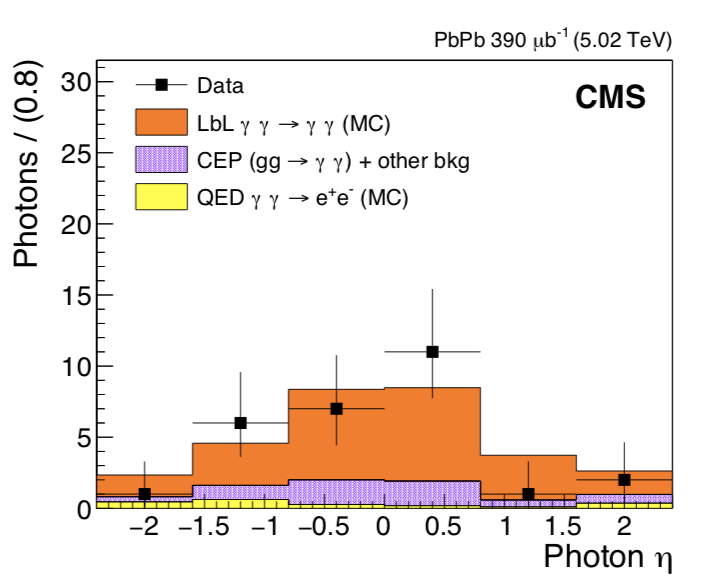 PbPb 390 μb⁻¹ (5.02 TeV)
CMS
Data
LbL γ γ → γ γ (MC)
CEP (gg → γ γ) + other bkg
QED γ γ → e⁺e⁻ (MC)
Photons / (0.8)
30
25
20
15
10
5
0
−2 −1.5 −1 −0.5 0 0.5 1 1.5 2
Photon η